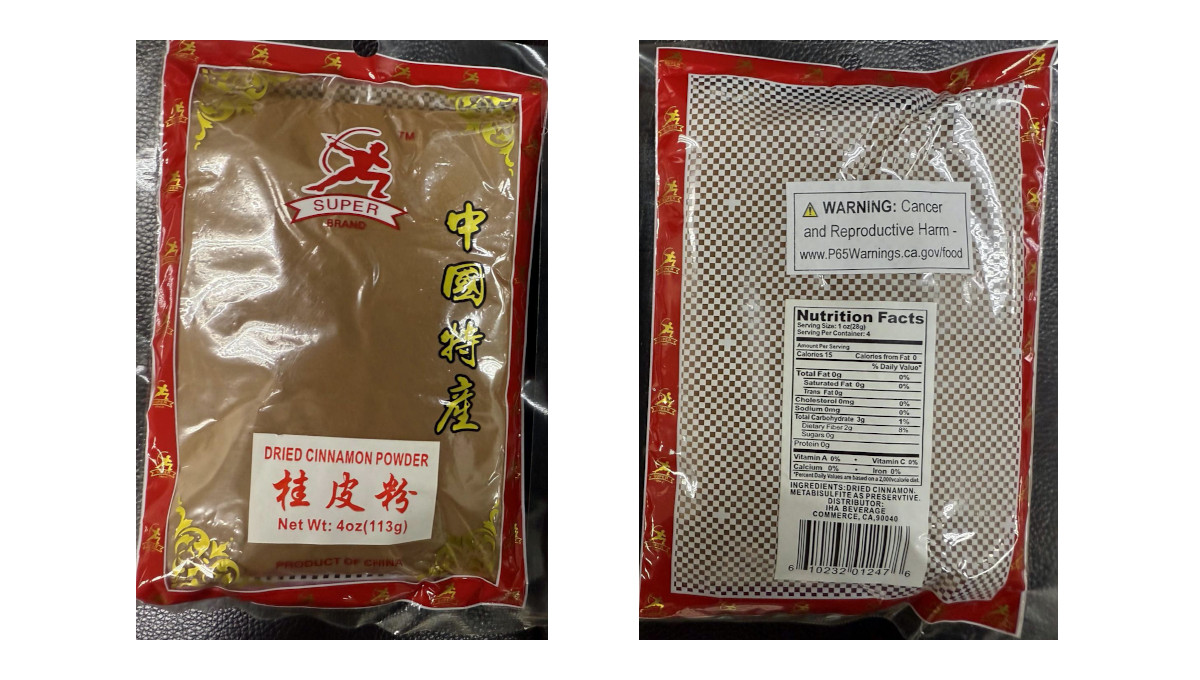 TM
SUPER
BRAND
中國特產
DRIED CINNAMON POWDER
桂皮粉
Net Wt: 4oz(113g)
PRODUCT OF CHINA
WARNING: Cancer
and Reproductive Harm -
www.P65Warnings.ca.gov/food
Nutrition Facts
Serving Size: 1 oz(28g)
Serving Per Container: 4
Amount Per Serving
Calories 15 Calories from Fat 0
% Daily Value*
Total Fat 0g 0%
Saturated Fat 0g 0%
Trans Fat 0g
Cholesterol 0mg 0%
Sodium 0mg 0%
Total Carbohydrate 3g 1%
Dietary Fiber 2g 8%
Sugars 0g
Protein 0g
Vitamin A 0% • Vitamin C 0%
Calcium 0% • Iron 0%
*Percent Daily Values are based on a 2,000calorie diet.
INGREDIENTS:DRIED CINNAMON.
METABISULFITE AS PRESERVTIVE.
DISTRIBUTOR:
IHA BEVERAGE
COMMERCE, CA,90040
6 10232 01247 6